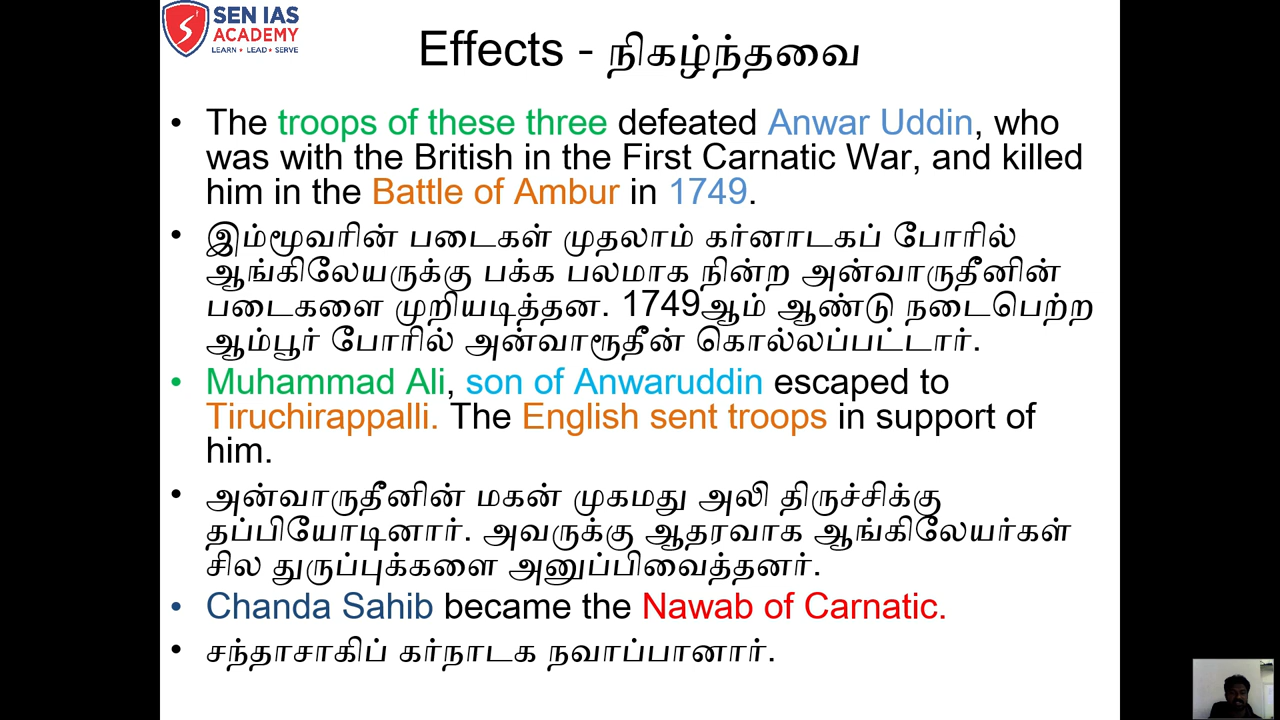 SEN IAS
ACADEMY
LEARN • LEAD • SERVE
Effects - நிகழ்ந்தவை
• The troops of these three defeated Anwar Uddin, who
was with the British in the First Carnatic War, and killed
him in the Battle of Ambur in 1749.
• இம்மூவரின் படைகள் முதலாம் கர்னாடகப் போரில்
ஆங்கிலேயருக்கு பக்க பலமாக நின்ற அன்வாருதீனின்
படைகளை முறியடித்தன. 1749ஆம் ஆண்டு நடைபெற்ற
ஆம்பூர் போரில் அன்வாரூதீன் கொல்லப்பட்டார்.
• Muhammad Ali, son of Anwaruddin escaped to
Tiruchirappalli. The English sent troops in support of
him.
• அன்வாருதீனின் மகன் முகமது அலி திருச்சிக்கு
தப்பியோடினார். அவருக்கு ஆதரவாக ஆங்கிலேயர்கள்
சில துருப்புக்களை அனுப்பிவைத்தனர்.
• Chanda Sahib became the Nawab of Carnatic.
• சந்தாசாகிப் கர்நாடக நவாப்பானார்.